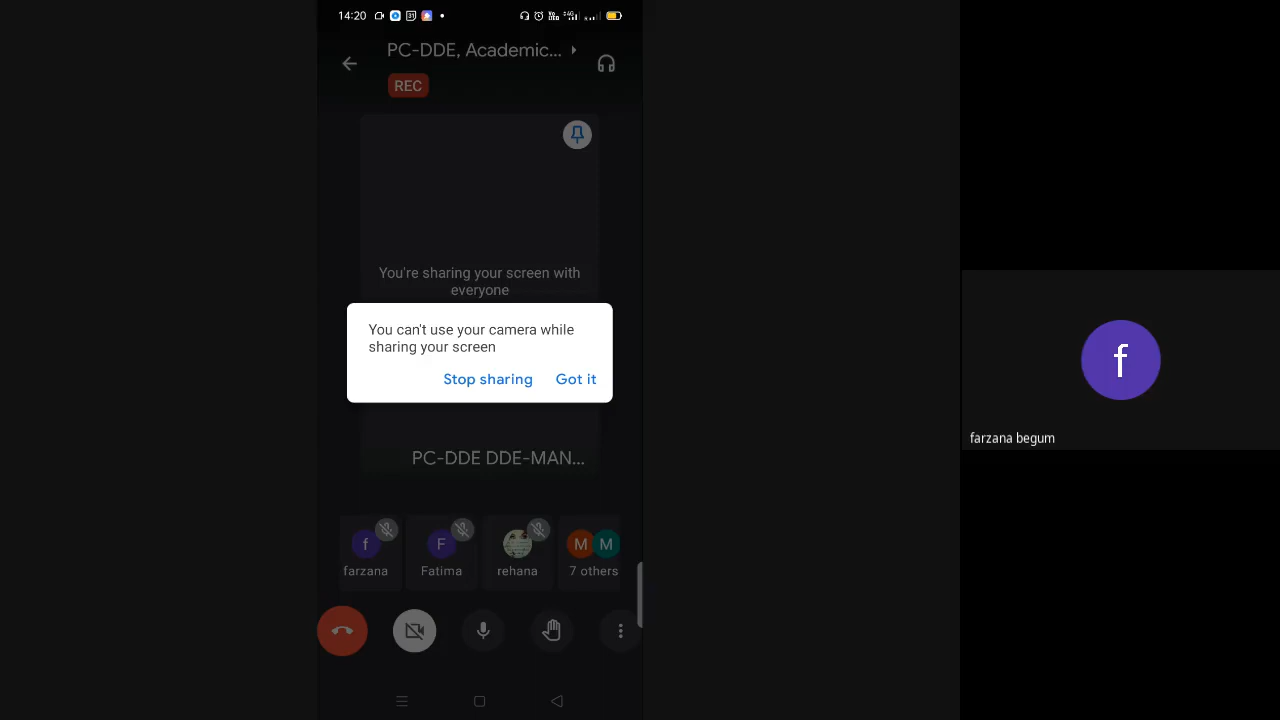 14:20
PC-DDE, Academic...
REC
You're sharing your screen with
everyone
You can't use your camera while
sharing your screen
Stop sharing Got it
PC-DDE DDE-MAN...
f F M M
farzana Fatima rehana 7 others
f
farzana begum